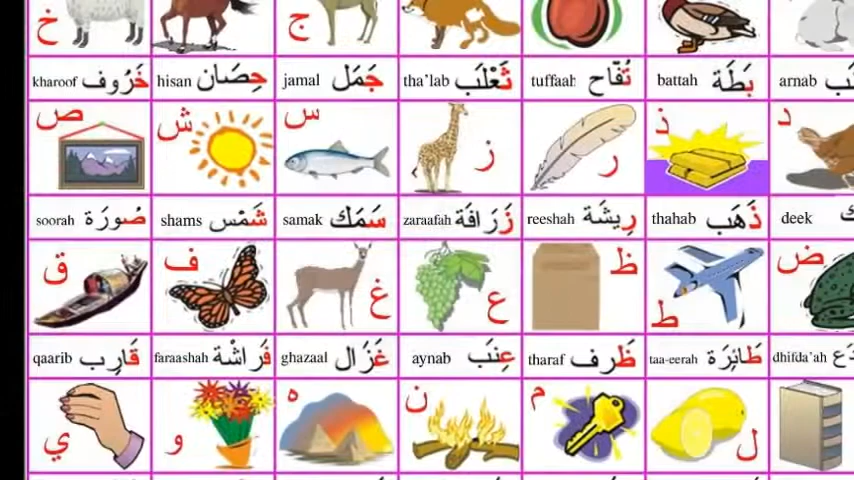 خ
ج
kharoof خَرُوف
hisan حِصَان
jamal جَمَل
tha'lab ثَعْلَب
tuffaah تُفّاح
battah بَطَة
arnab
ص
ش
س
ز
ر
ذ
د
soorah صُورَة
shams شَمْس
samak سَمَك
zaraafah زَرَافَة
reeshah رِيشَة
thahab ذَهَب
deek
ق
ف
غ
ع
ظ
ط
ض
qaarib قَارِب
faraashah فَرَاشْة
ghazaal غَزَال
aynab عِنَب
tharaf ظَرف
taa-eerah طَائِرَة
dhifda'ah
ي
و
ه
ن
م
ل